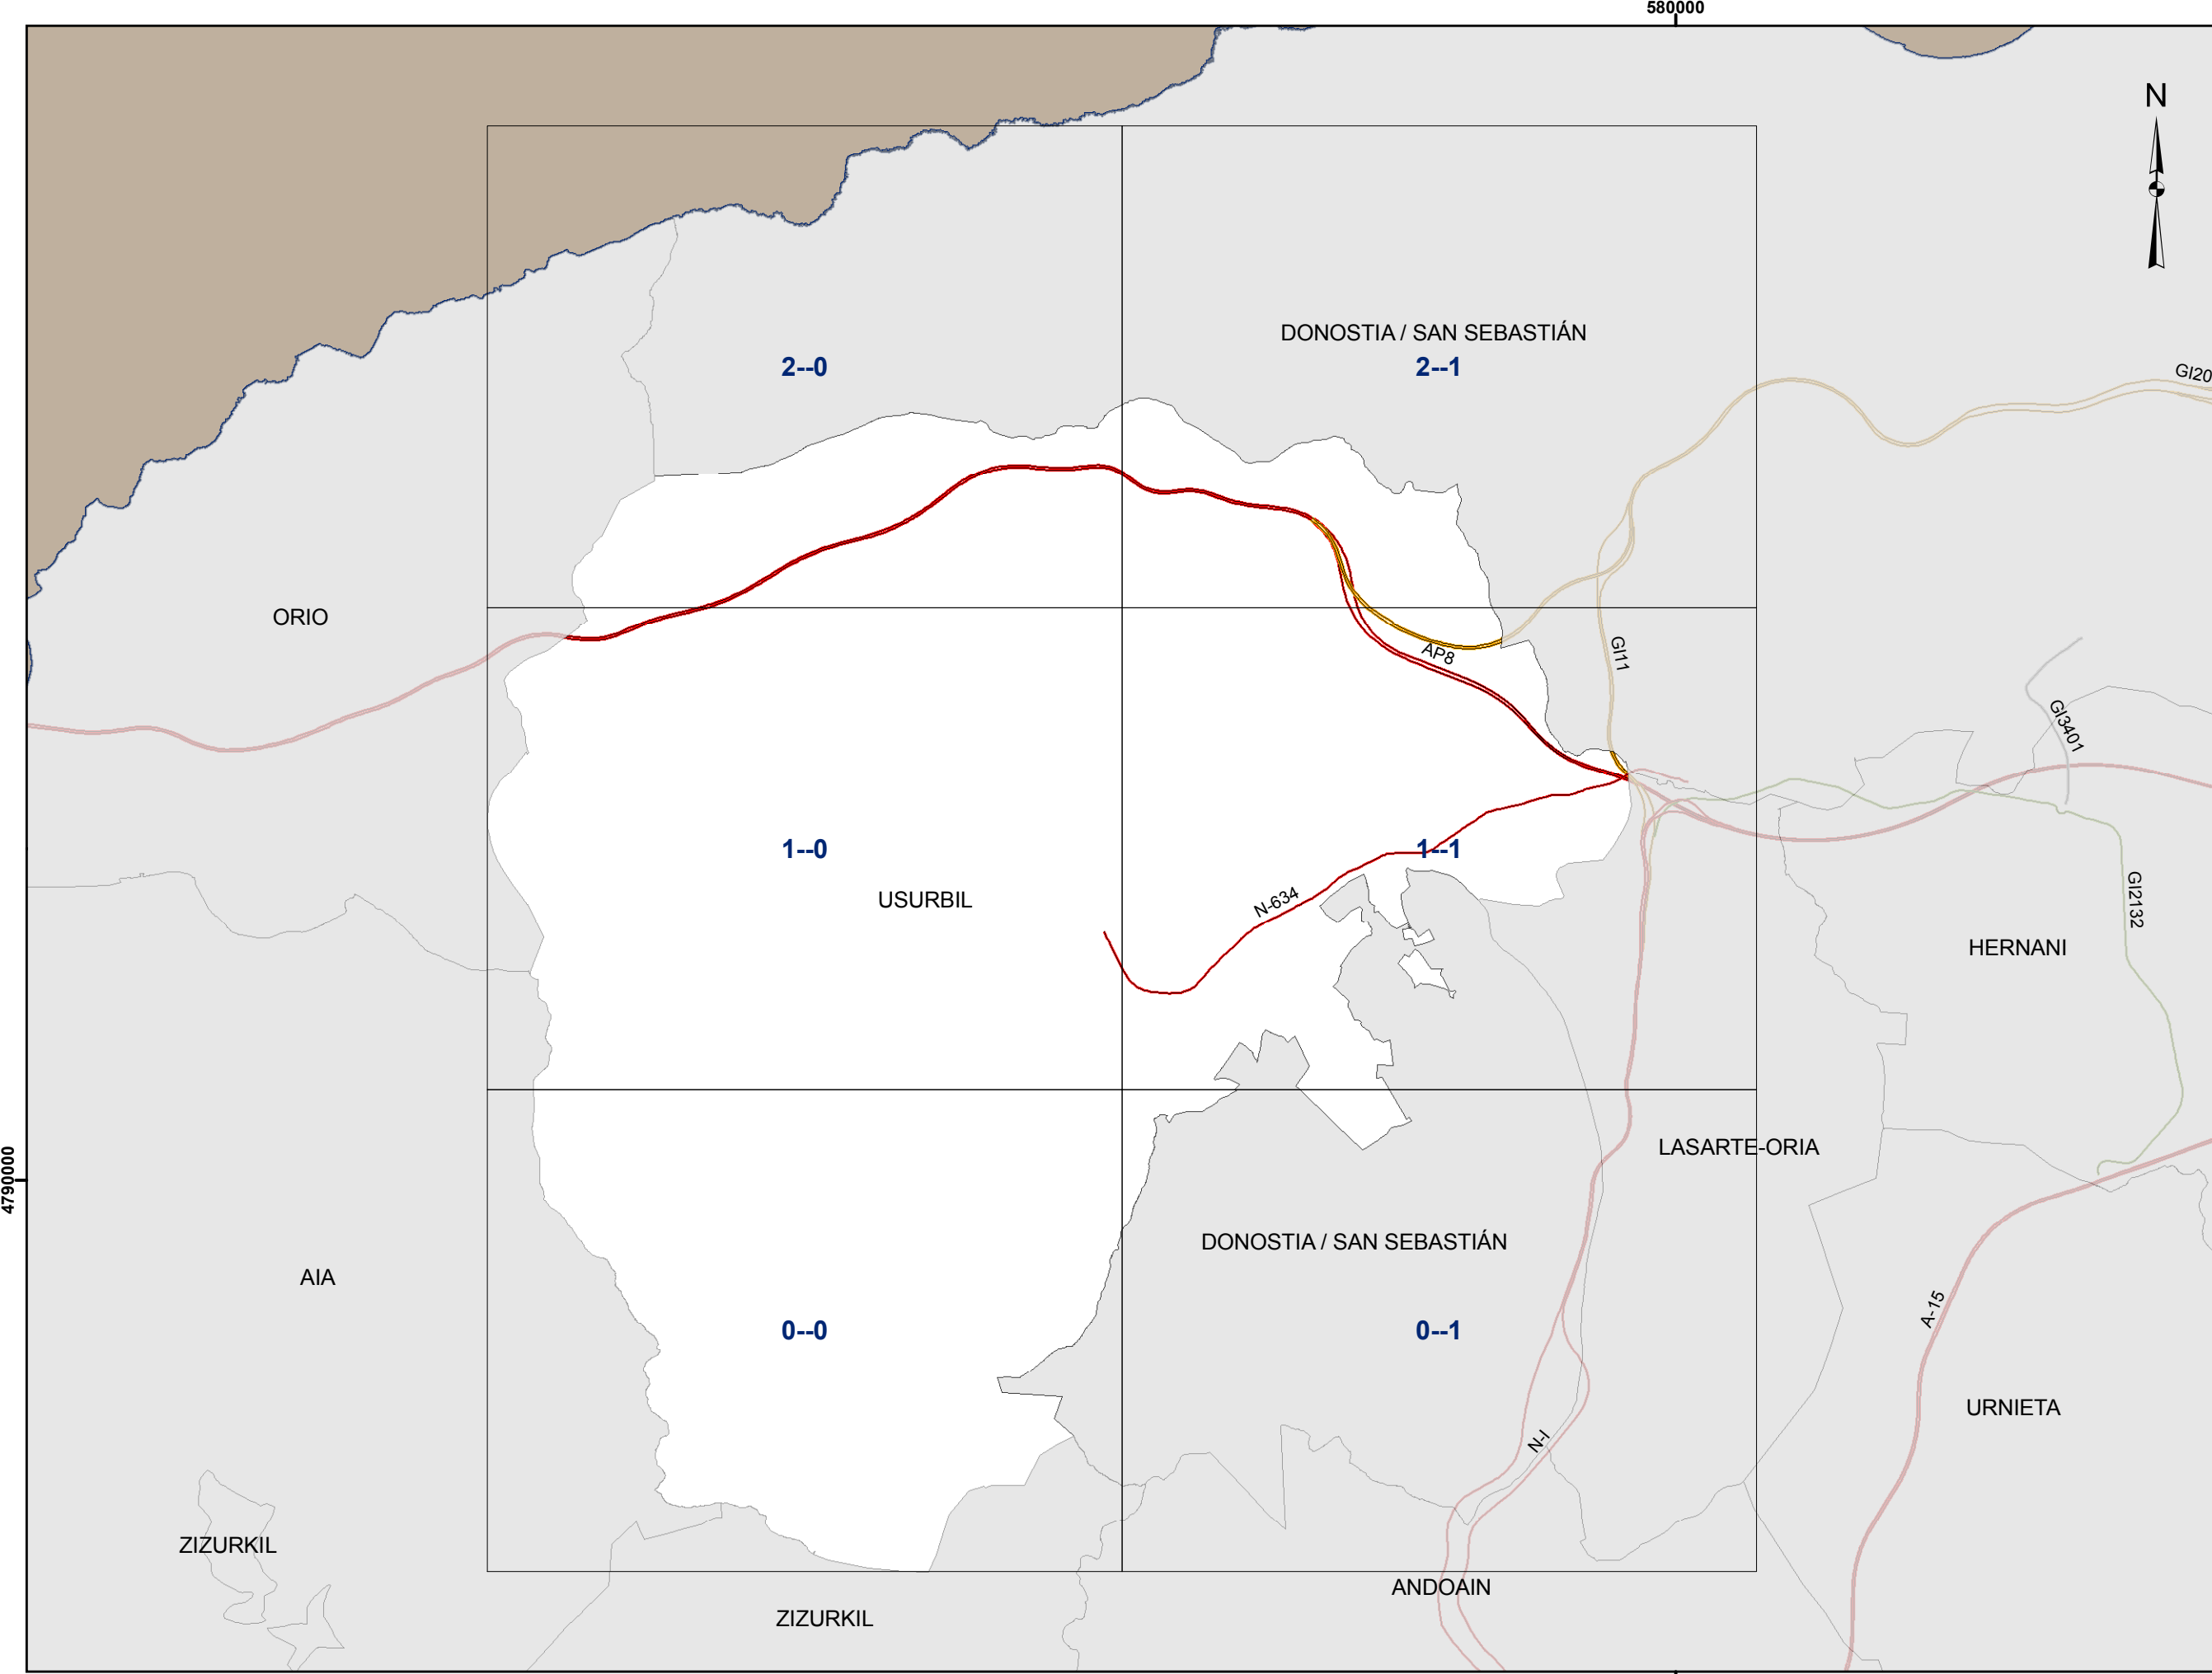 580000
N
DONOSTIA / SAN SEBASTIÁN
2--0
2--1
GI20
ORIO
AP8
GI11
GI3401
1--0
1--1
USURBIL
N-634
GI2132
HERNANI
4790000
LASARTE-ORIA
DONOSTIA / SAN SEBASTIÁN
AIA
A-15
0--0
0--1
URNIETA
N-I
ZIZURKIL
ANDOAIN
ZIZURKIL